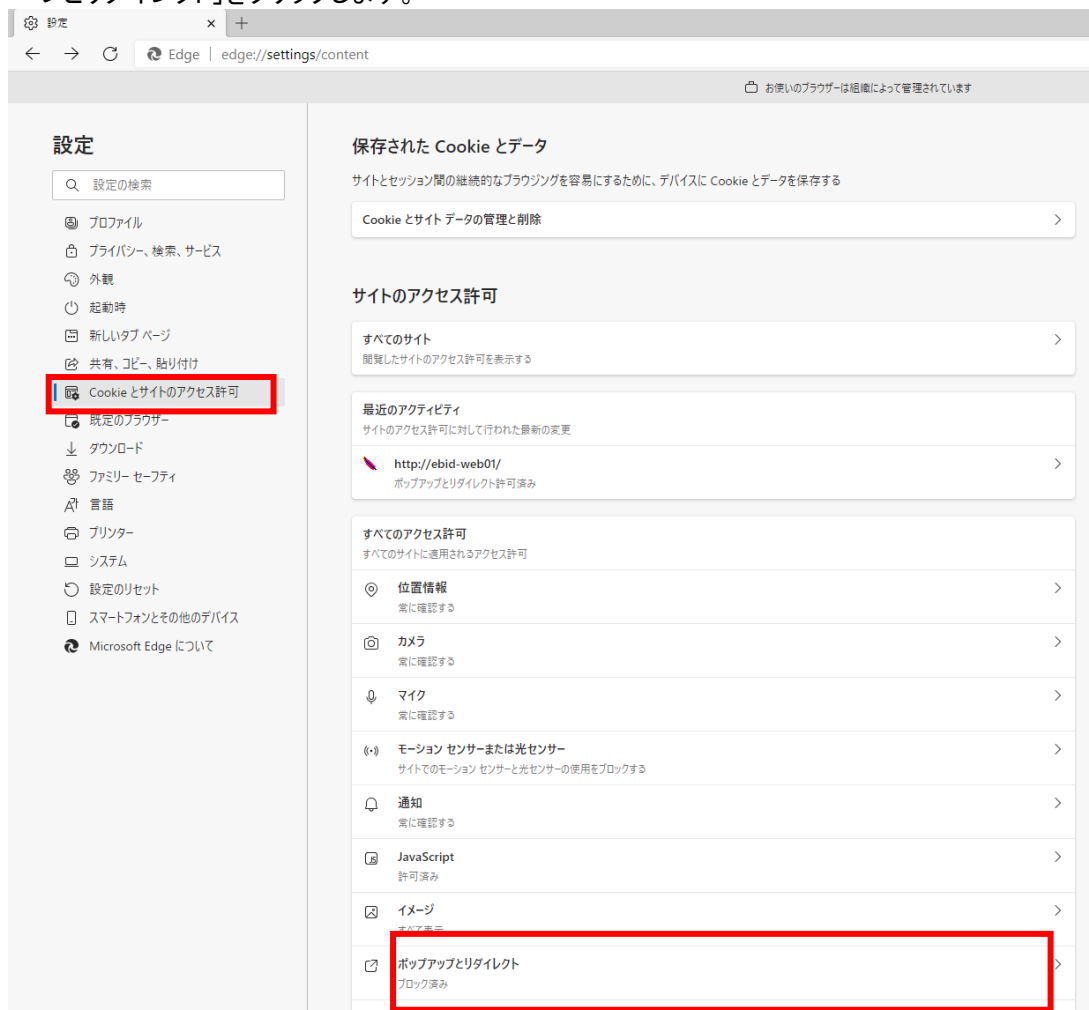 設定
Edge | edge://settings/content
お使いのブラウザーは組織によって管理されています
設定
設定の検索
プロファイル
プライバシー、検索、サービス
外観
起動時
新しいタブ ページ
共有、コピー、貼り付け
Cookie とサイトのアクセス許可
既定のブラウザー
ダウンロード
ファミリー セーフティ
言語
プリンター
システム
設定のリセット
スマートフォンとその他のデバイス
Microsoft Edge について
保存された Cookie とデータ
サイトとセッション間の継続的なブラウジングを容易にするために、デバイスに Cookie とデータを保存する
Cookie とサイト データの管理と削除
サイトのアクセス許可
すべてのサイト
閲覧したサイトのアクセス許可を表示する
最近のアクティビティ
サイトのアクセス許可に対して行われた最新の変更
http://ebid-web01/
ポップアップとリダイレクト許可済み
すべてのアクセス許可
すべてのサイトに適用されるアクセス許可
位置情報
常に確認する
カメラ
常に確認する
マイク
常に確認する
モーション センサーまたは光センサー
サイトでのモーション センサーと光センサーの使用をブロックする
通知
常に確認する
JavaScript
許可済み
イメージ
すべて表示
ポップアップとリダイレクト
ブロック済み